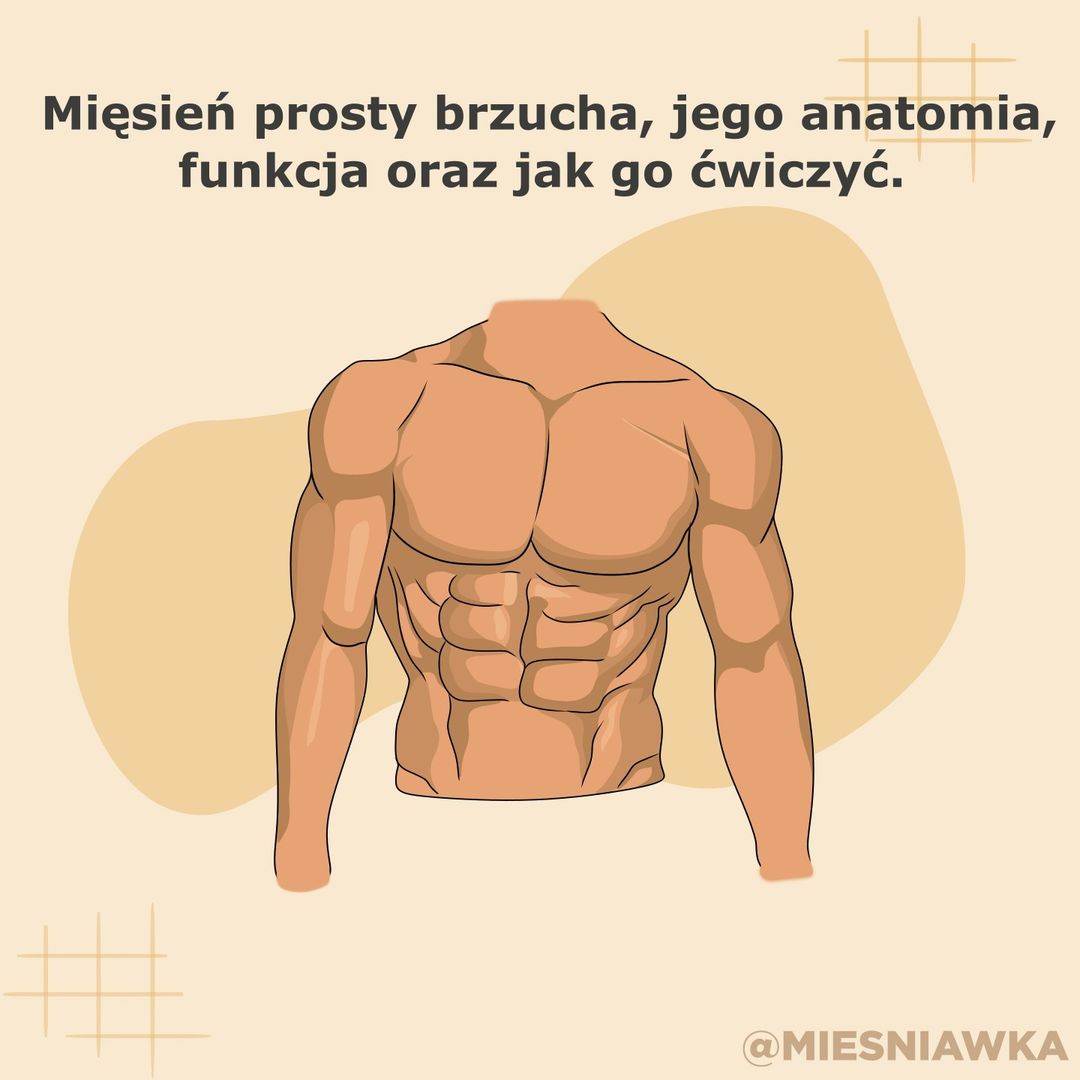 Mięsień prosty brzucha, jego anatomia,
funkcja oraz jak go ćwiczyć.
@MIESNIAWKA